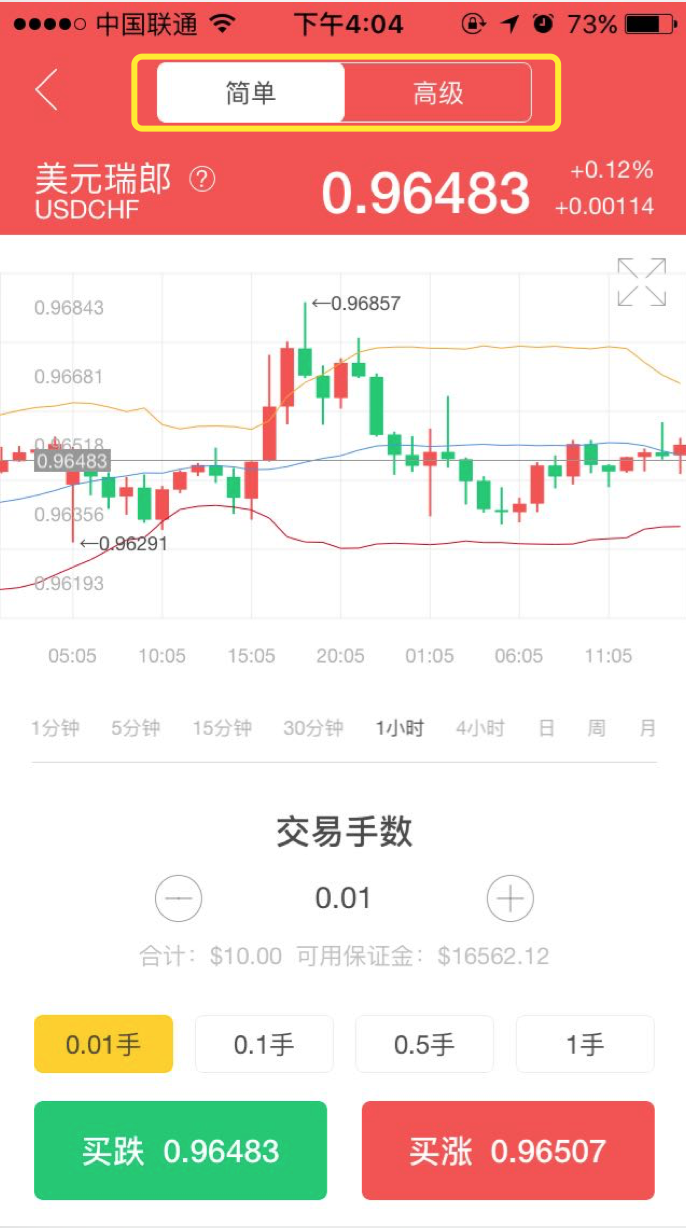 中国联通 下午4:04 73%
简单 高级
美元瑞郎 ? 0.96483 +0.12%
USDCHF +0.00114
0.96843 ←0.96857
0.96681
0.96518
0.96483
0.96356
←0.96291
0.96193
05:05 10:05 15:05 20:05 01:05 06:05 11:05
1分钟 5分钟 15分钟 30分钟 1小时 4小时 日 周 月
交易手数
0.01
合计：$10.00 可用保证金：$16562.12
0.01手 0.1手 0.5手 1手
买跌 0.96483 买涨 0.96507